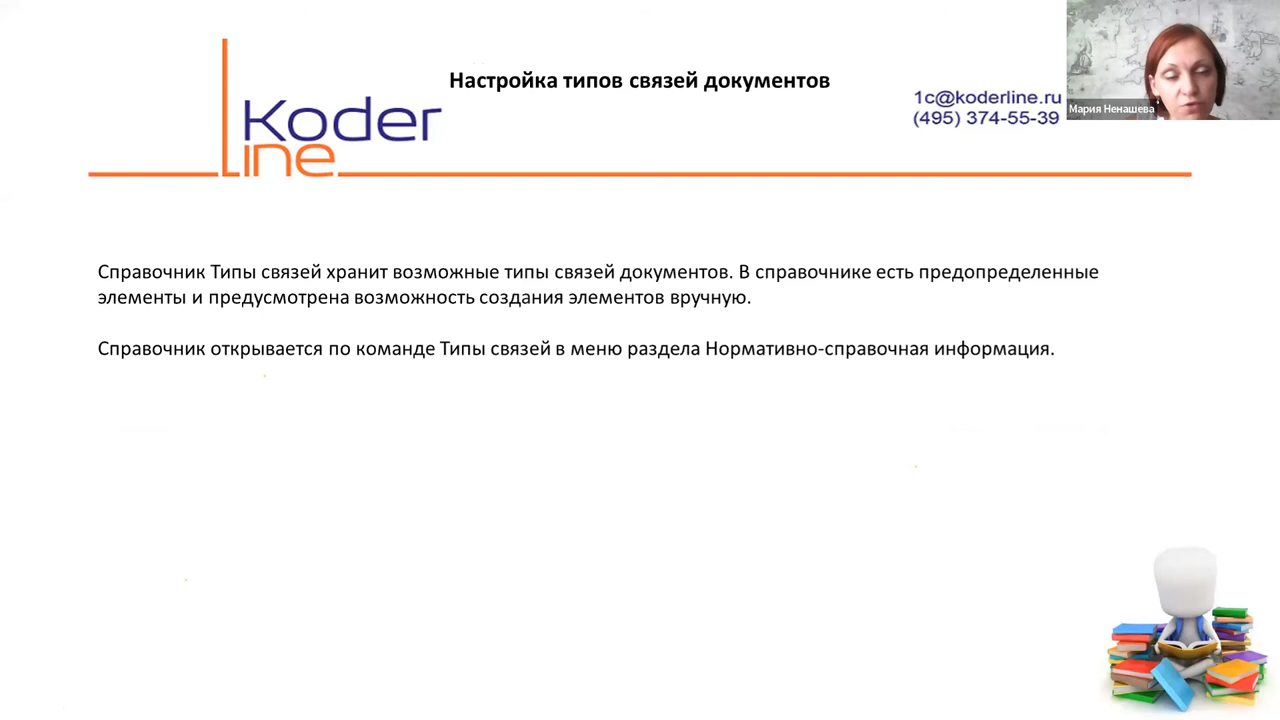 Настройка типов связей документов
Koder
Line
1c@koderline.ru
(495) 374-55-39
Мария Ненашева
Справочник Типы связей хранит возможные типы связей документов. В справочнике есть предопределенные
элементы и предусмотрена возможность создания элементов вручную.
Справочник открывается по команде Типы связей в меню раздела Нормативно-справочная информация.